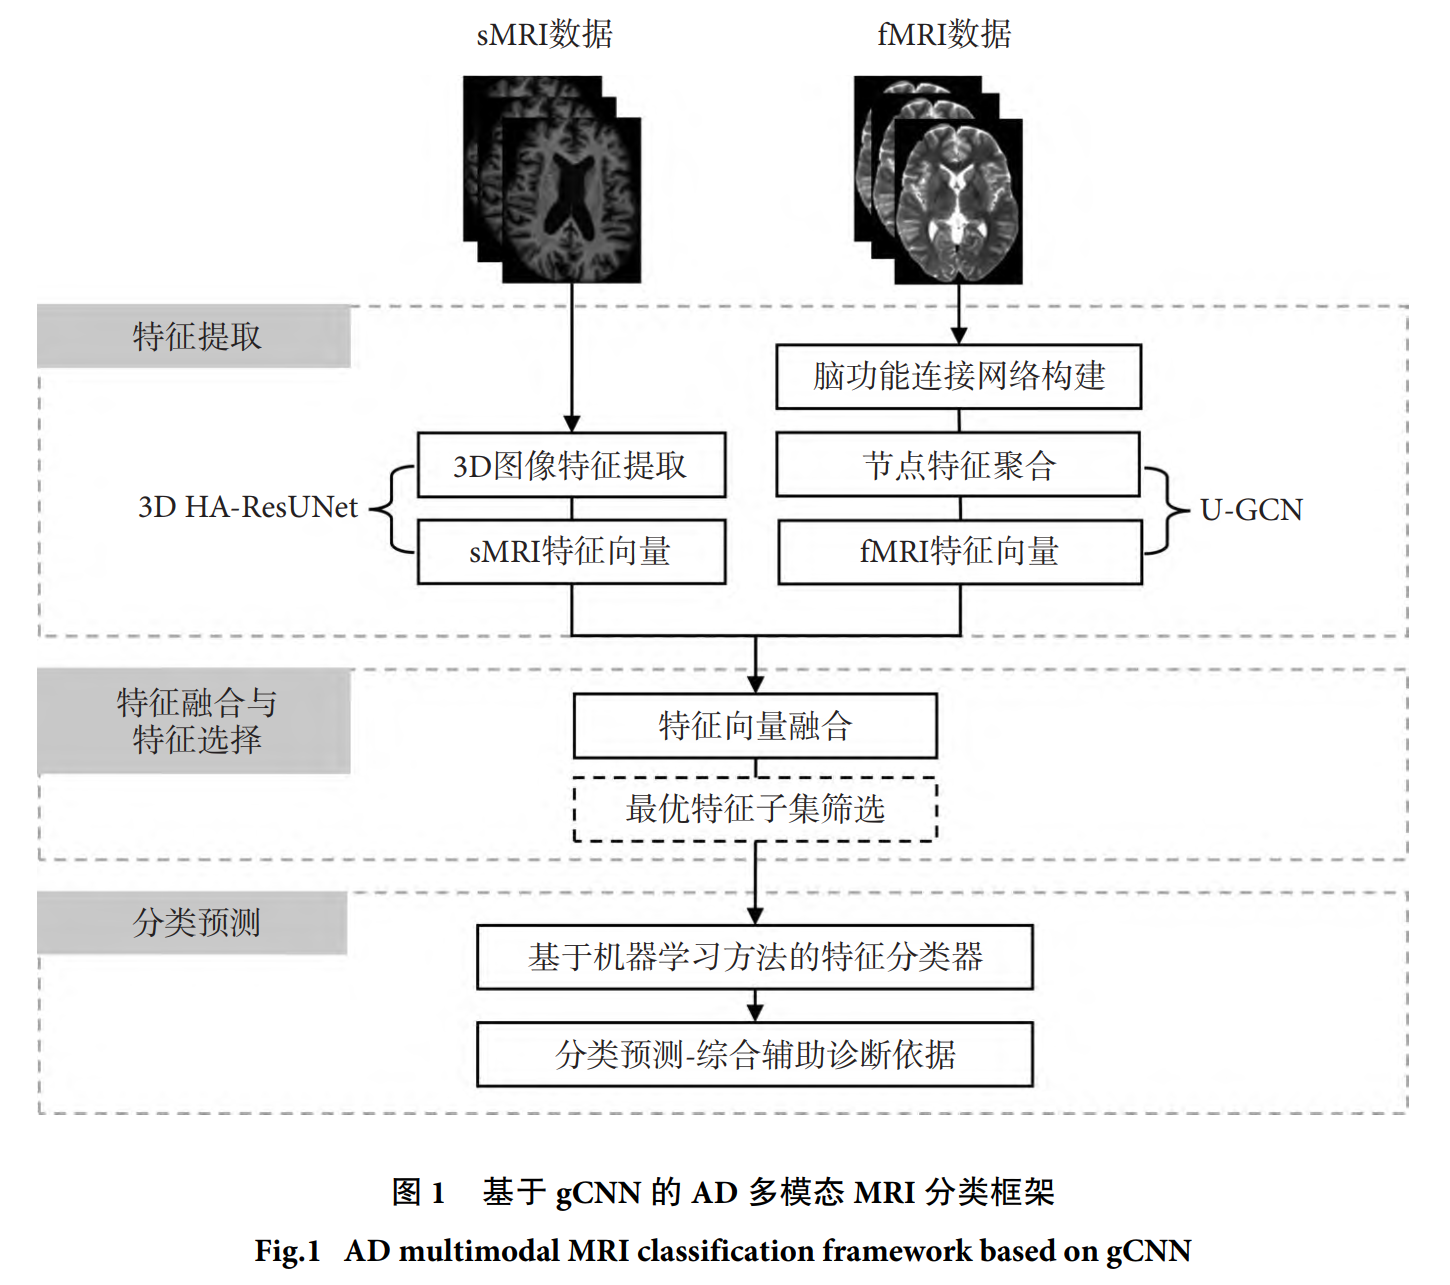 sMRI数据
fMRI数据
特征提取
脑功能连接网络构建
3D图像特征提取
节点特征聚合
3D HA-ResUNet
U-GCN
sMRI特征向量
fMRI特征向量
特征融合与
特征选择
特征向量融合
最优特征子集筛选
分类预测
基于机器学习方法的特征分类器
分类预测-综合辅助诊断依据
图 1 基于 gCNN 的 AD 多模态 MRI 分类框架
Fig.1 AD multimodal MRI classification framework based on gCNN